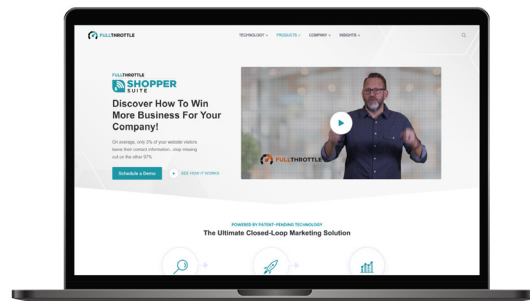 FULLTHROTTLE
TECHNOLOGY
PRODUCTS
COMPANY
INSIGHTS
FULLTHROTTLE
SHOPPER
SUITE
Discover How To Win
More Business For Your
Company!
On average, only 3% of your website visitors
leave their contact information...stop missing
out on the other 97%
Schedule a Demo
SEE HOW IT WORKS
FULLTHROTTLE
POWERED BY PATENT-PENDING TECHNOLOGY
The Ultimate Closed-Loop Marketing Solution